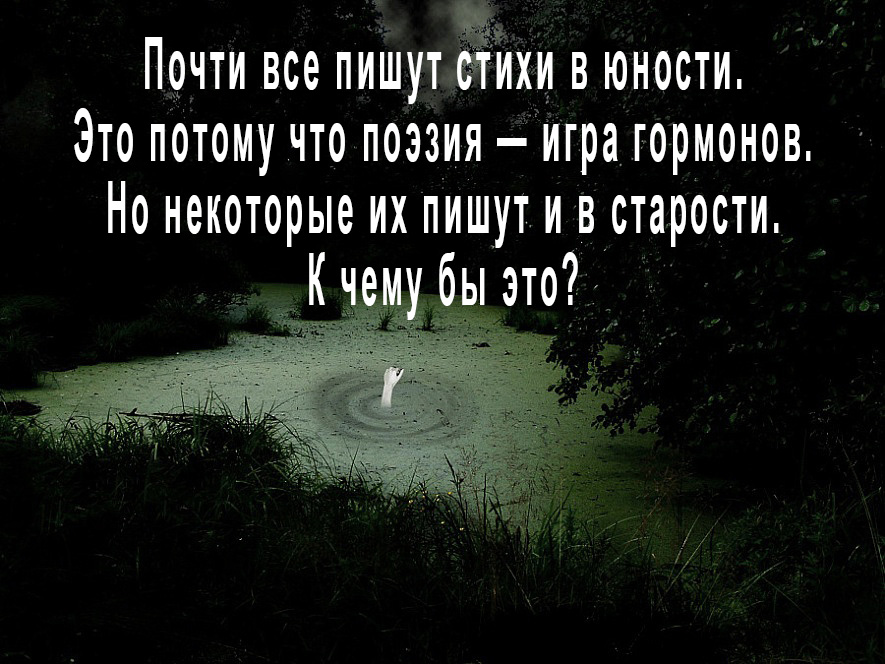 Почти все пишут стихи в юности.
Это потому что поэзия — игра гормонов.
Но некоторые их пишут и в старости.
К чему бы это?